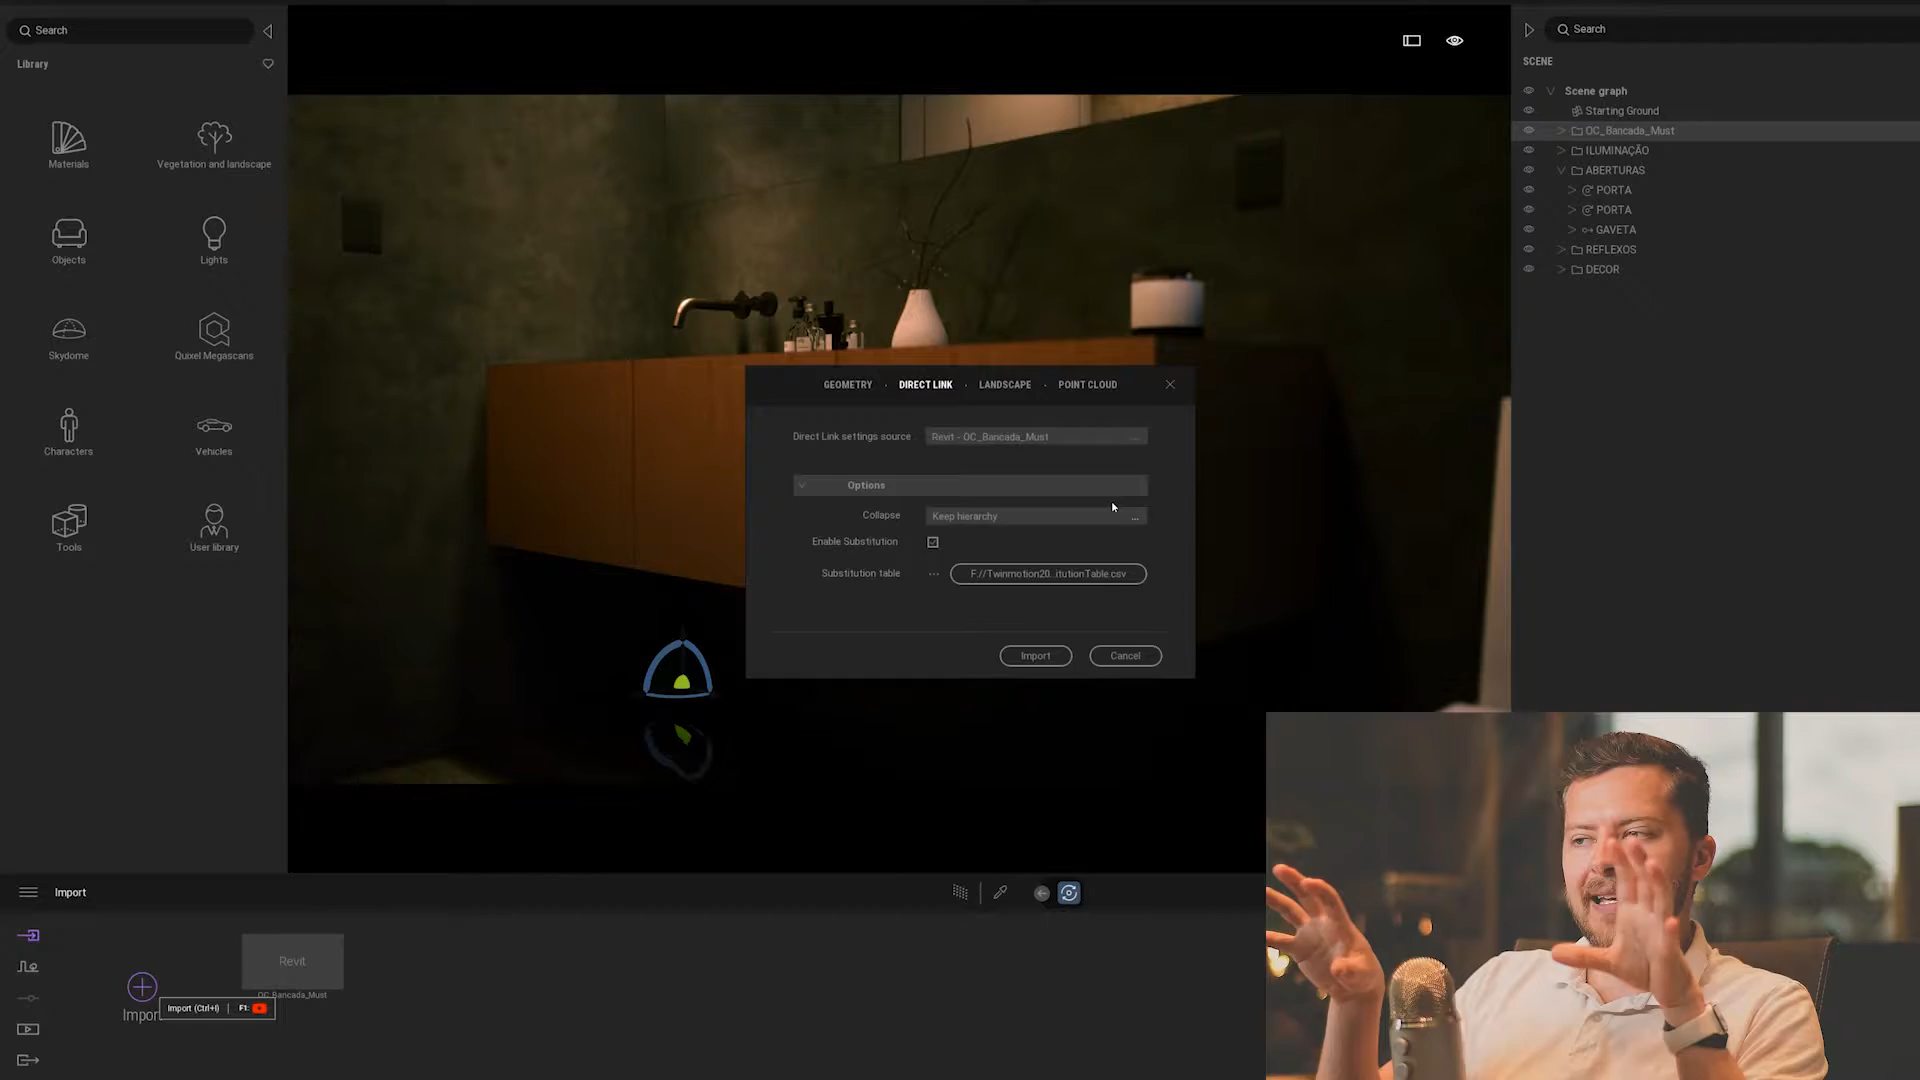 Search
Library
Materials
Vegetation and landscape
Objects
Lights
Skydome
Quixel Megascans
Characters
Vehicles
Tools
User library
GEOMETRY · DIRECT LINK · LANDSCAPE · POINT CLOUD
Direct Link settings source
Revit - OC_Bancada_Must ...
Options
Collapse
Keep hierarchy ...
Enable Substitution
Substitution table
... F://Twinmotion20...itutionTable.csv
Import
Cancel
Search
SCENE
Scene graph
Starting Ground
OC_Bancada_Must
ILUMINAÇÃO
ABERTURAS
PORTA
PORTA
GAVETA
REFLEXOS
DECOR
Import
Revit
OC_Bancada_Must
Import
Import (Ctrl+I) | F1: